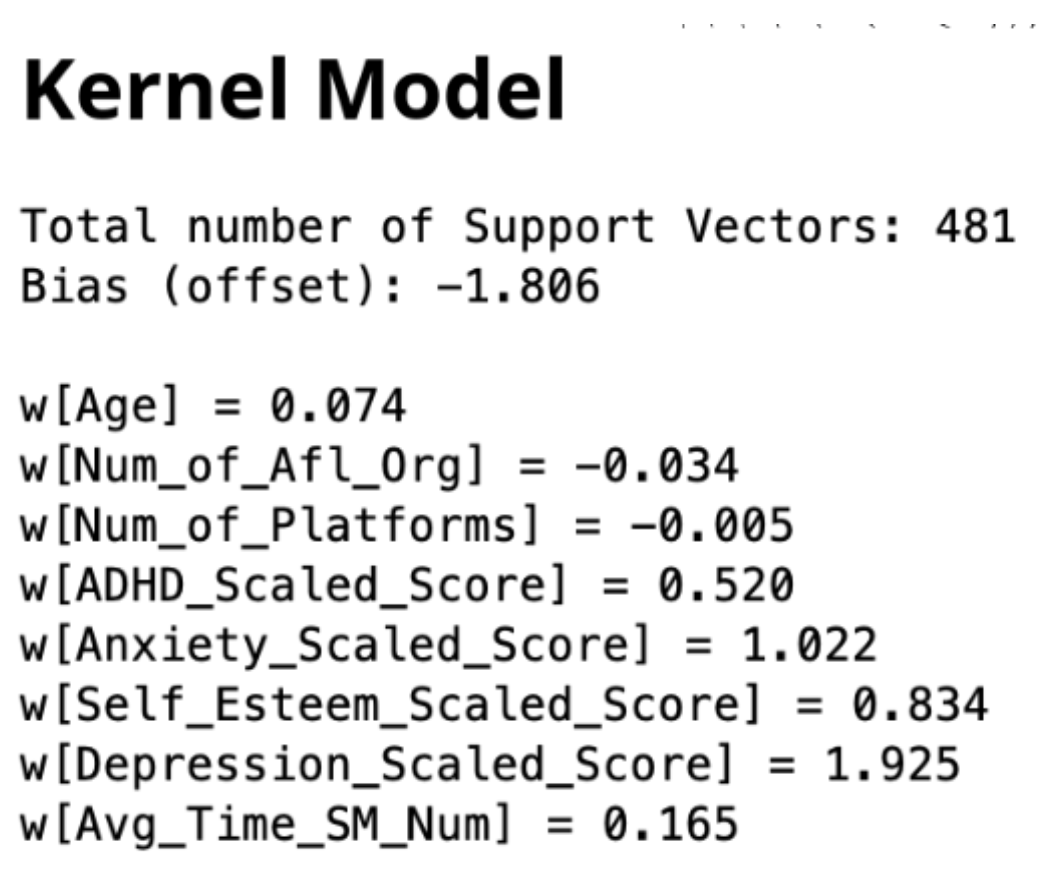 Kernel Model
Total number of Support Vectors: 481
Bias (offset): -1.806
w[Age] = 0.074
w[Num_of_Afl_Org] = -0.034
w[Num_of_Platforms] = -0.005
w[ADHD_Scaled_Score] = 0.520
w[Anxiety_Scaled_Score] = 1.022
w[Self_Esteem_Scaled_Score] = 0.834
w[Depression_Scaled_Score] = 1.925
w[Avg_Time_SM_Num] = 0.165